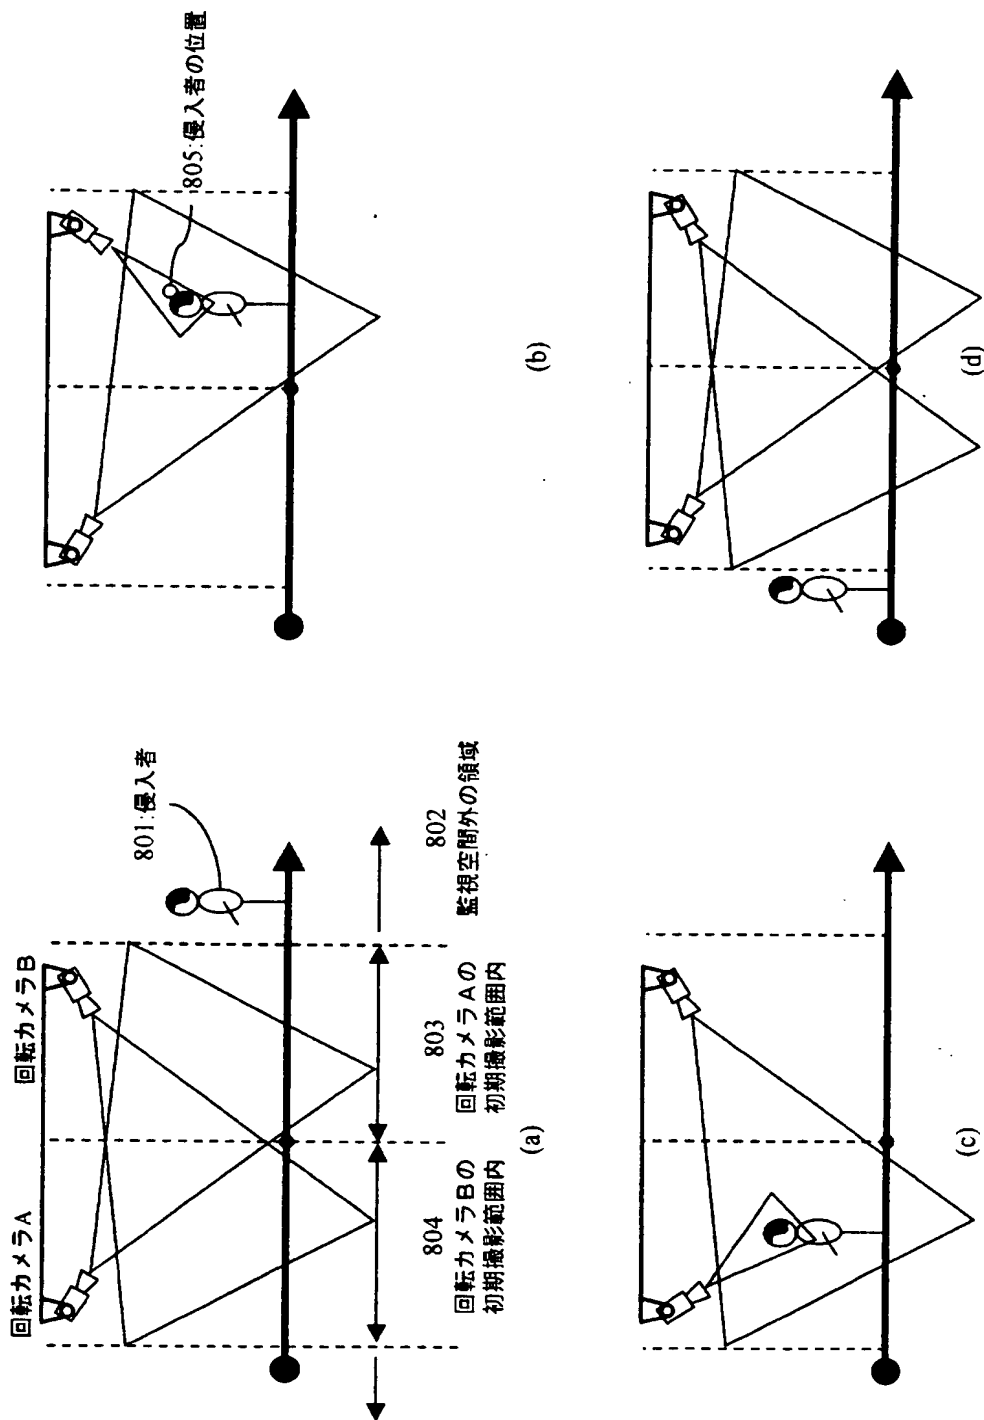 回転カメラA
回転カメラB
801:侵入者
804
回転カメラBの
初期撮影範囲内
803
回転カメラAの
初期撮影範囲内
802
監視空間外の領域
(a)
805:侵入者の位置
(b)
(c)
(d)